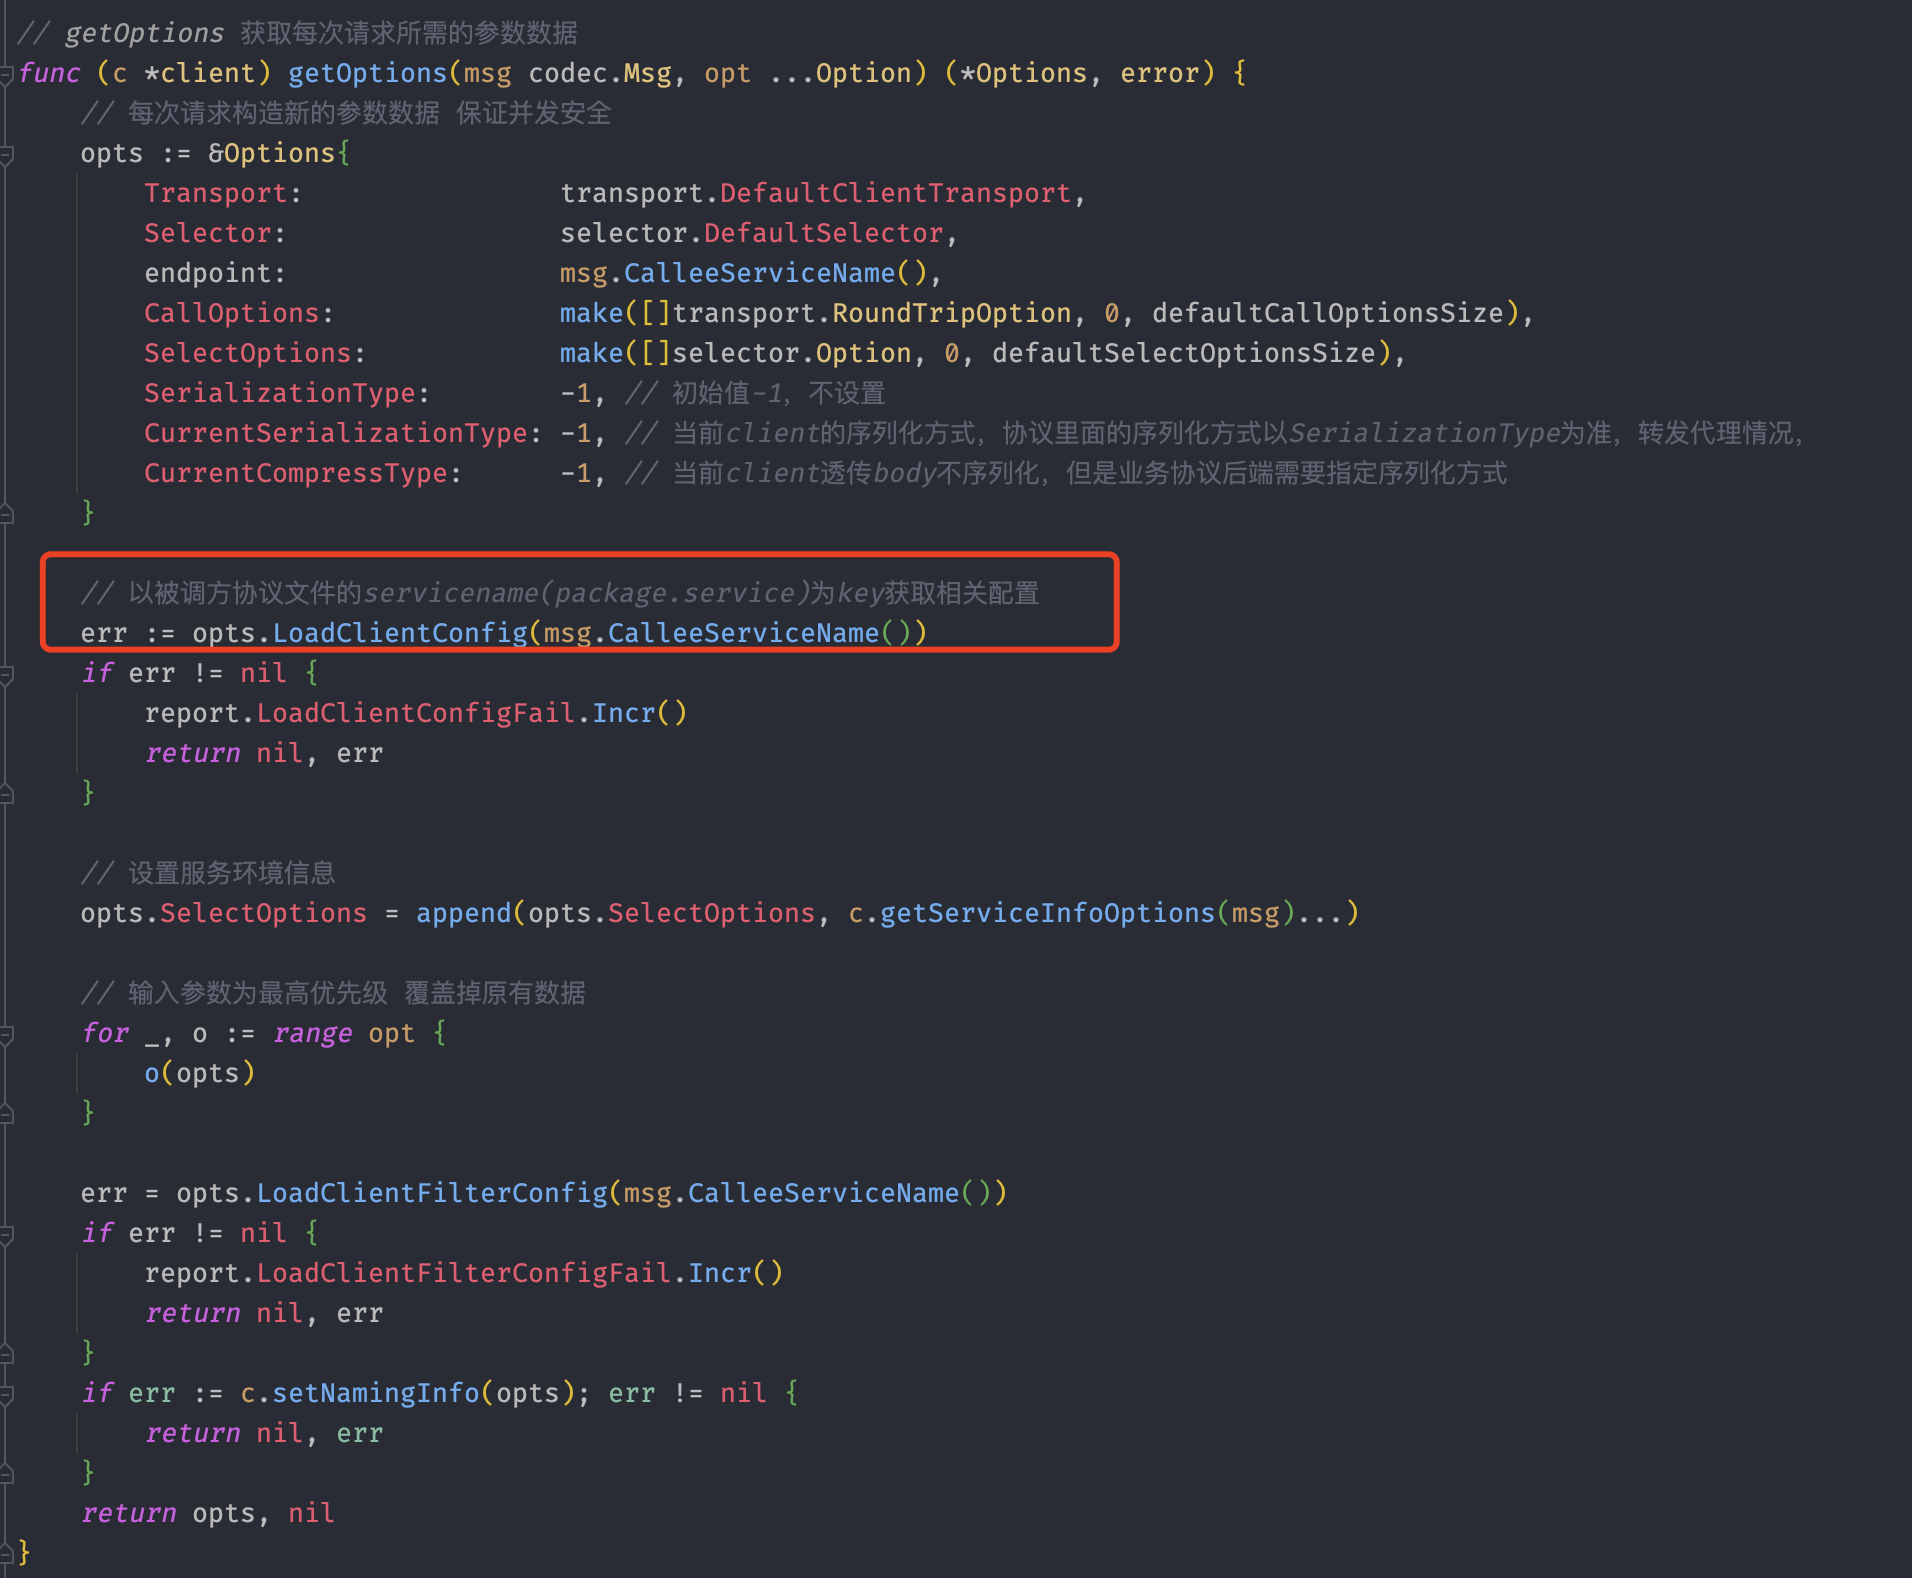 // getOptions 获取每次请求所需的参数数据
func (c *client) getOptions(msg codec.Msg, opt ...Option) (*Options, error) {
    // 每次请求构造新的参数数据 保证并发安全
    opts := &Options{
        Transport:                transport.DefaultClientTransport,
        Selector:                 selector.DefaultSelector,
        endpoint:                 msg.CalleeServiceName(),
        CallOptions:              make([]transport.RoundTripOption, 0, defaultCallOptionsSize),
        SelectOptions:            make([]selector.Option, 0, defaultSelectOptionsSize),
        SerializationType:        -1, // 初始值-1，不设置
        CurrentSerializationType: -1, // 当前client的序列化方式，协议里面的序列化方式以SerializationType为准，转发代理情况，
        CurrentCompressType:      -1, // 当前client透传body不序列化，但是业务协议后端需要指定序列化方式
    }
    // 以被调方协议文件的servicename(package.service)为key获取相关配置
    err := opts.LoadClientConfig(msg.CalleeServiceName())
    if err != nil {
        report.LoadClientConfigFail.Incr()
        return nil, err
    }
    // 设置服务环境信息
    opts.SelectOptions = append(opts.SelectOptions, c.getServiceInfoOptions(msg)...)
    // 输入参数为最高优先级 覆盖掉原有数据
    for _, o := range opt {
        o(opts)
    }
    err = opts.LoadClientFilterConfig(msg.CalleeServiceName())
    if err != nil {
        report.LoadClientFilterConfigFail.Incr()
        return nil, err
    }
    if err := c.setNamingInfo(opts); err != nil {
        return nil, err
    }
    return opts, nil
}